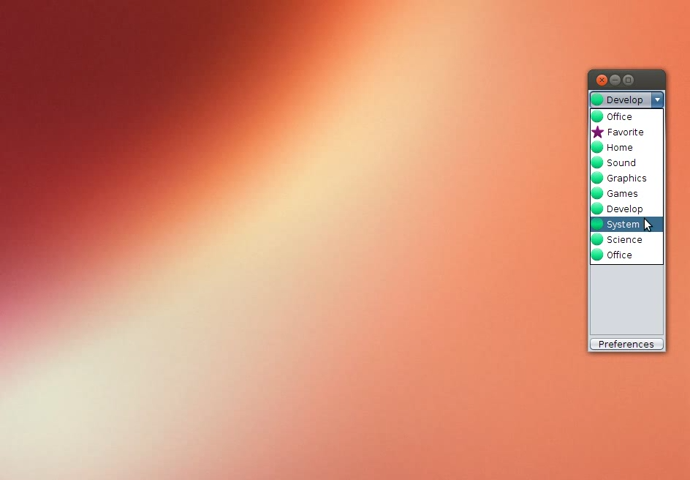 Develop
Office
Favorite
Home
Sound
Graphics
Games
Develop
System
Science
Office
Preferences